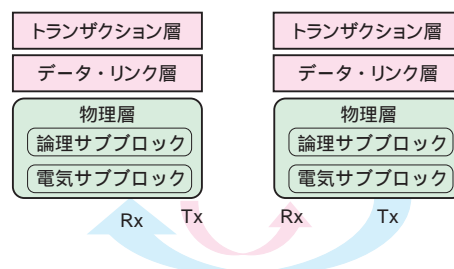 トランザクション層
データ・リンク層
物理層
論理サブブロック
電気サブブロック
Rx
Tx
トランザクション層
データ・リンク層
物理層
論理サブブロック
電気サブブロック
Rx
Tx